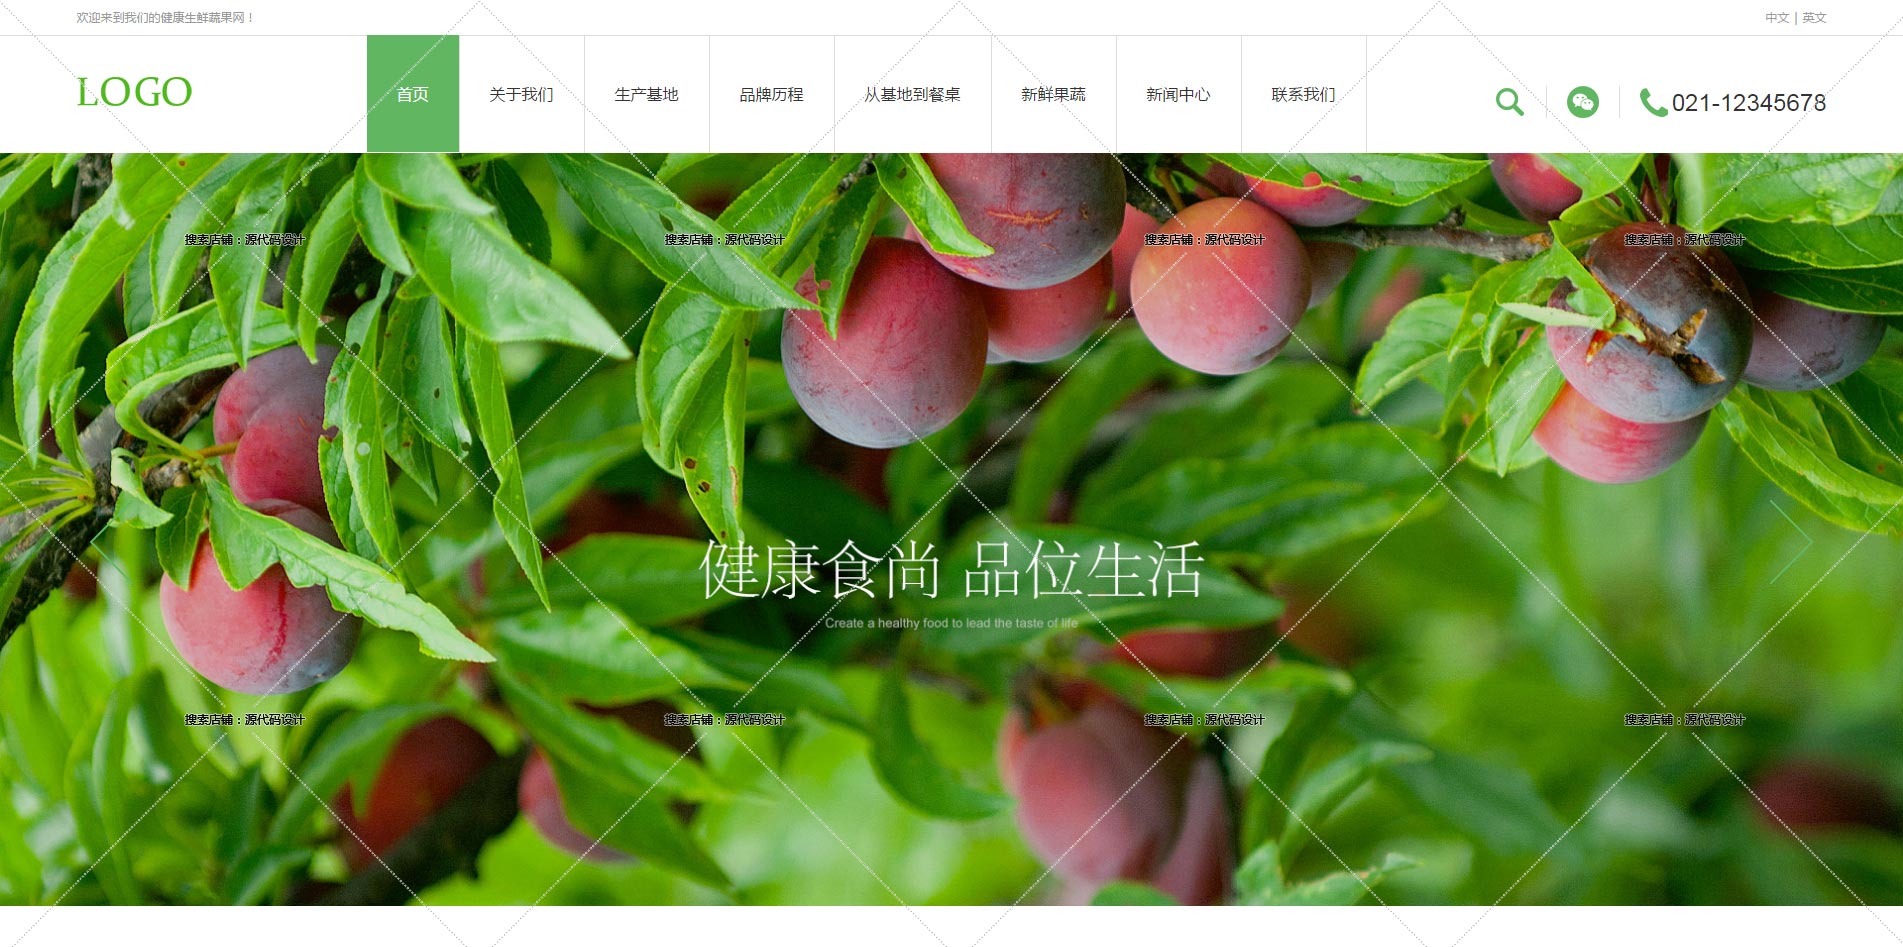 欢迎来到我们的健康生鲜蔬果网！
中文 | 英文
LOGO
首页
关于我们
生产基地
品牌历程
从基地到餐桌
新鲜果蔬
新闻中心
联系我们
021-12345678
搜索店铺：源代码设计
搜索店铺：源代码设计
搜索店铺：源代码设计
搜索店铺：源代码设计
健康食尚 品位生活
Create a healthy food to lead the taste of life
搜索店铺：源代码设计
搜索店铺：源代码设计
搜索店铺：源代码设计
搜索店铺：源代码设计